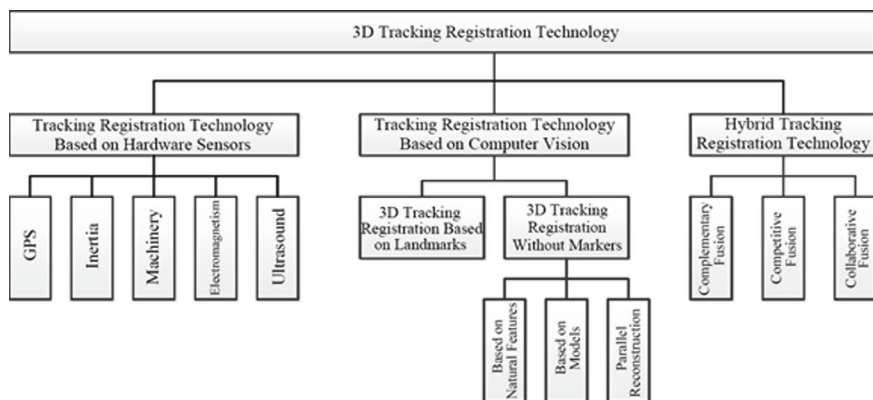 3D Tracking Registration Technology
Tracking Registration Technology
Based on Hardware Sensors
Tracking Registration Technology
Based on Computer Vision
Hybrid Tracking
Registration Technology
GPS
Inertia
Machinery
Electromagnetism
Ultrasound
3D Tracking
Registration Based
on Landmarks
3D Tracking
Registration
Without Markers
Complementary
Fusion
Competitive
Fusion
Collaborative
Fusion
Based on
Natural Features
Based on
Models
Parallel
Reconstruction